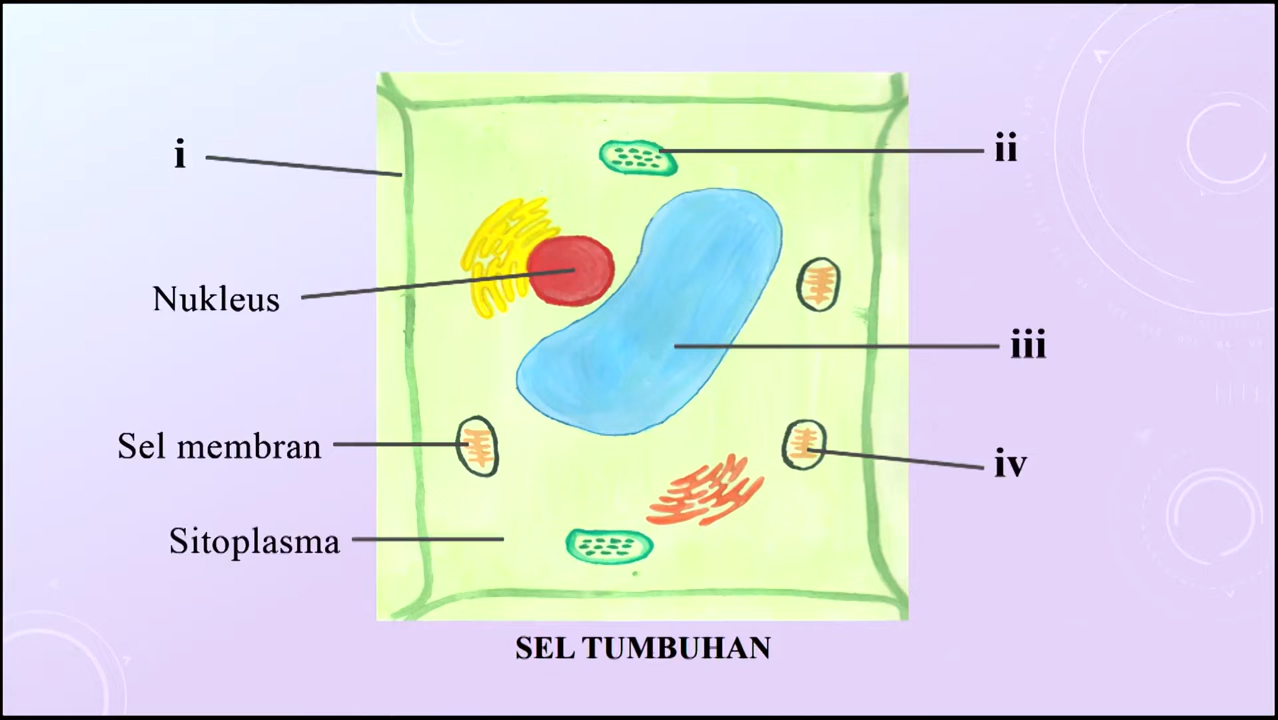 i
ii
Nukleus
iii
Sel membran
iv
Sitoplasma
SEL TUMBUHAN